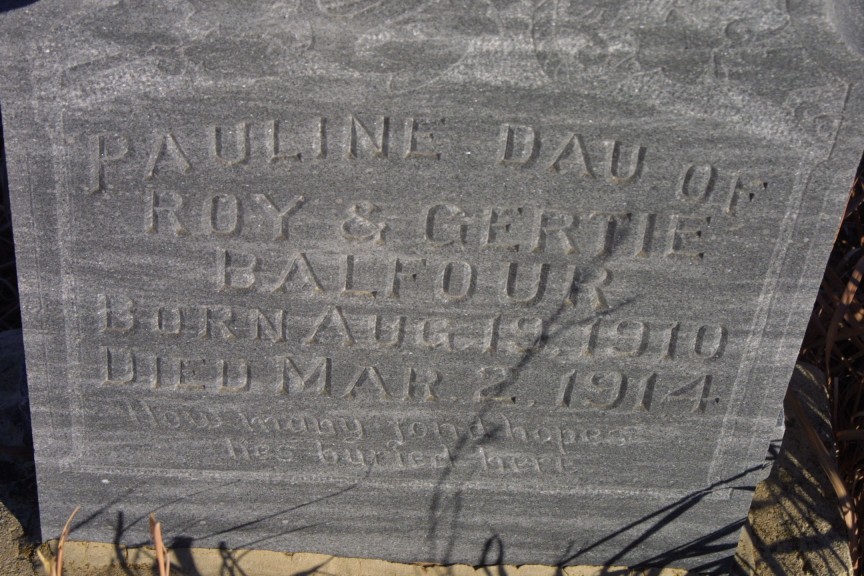 PAULINE DAU OF
ROY & GERTIE
BALFOUR
BORN AUG. 19, 1910
DIED MAR. 2, 1914
How many fond hopes
lies buried here